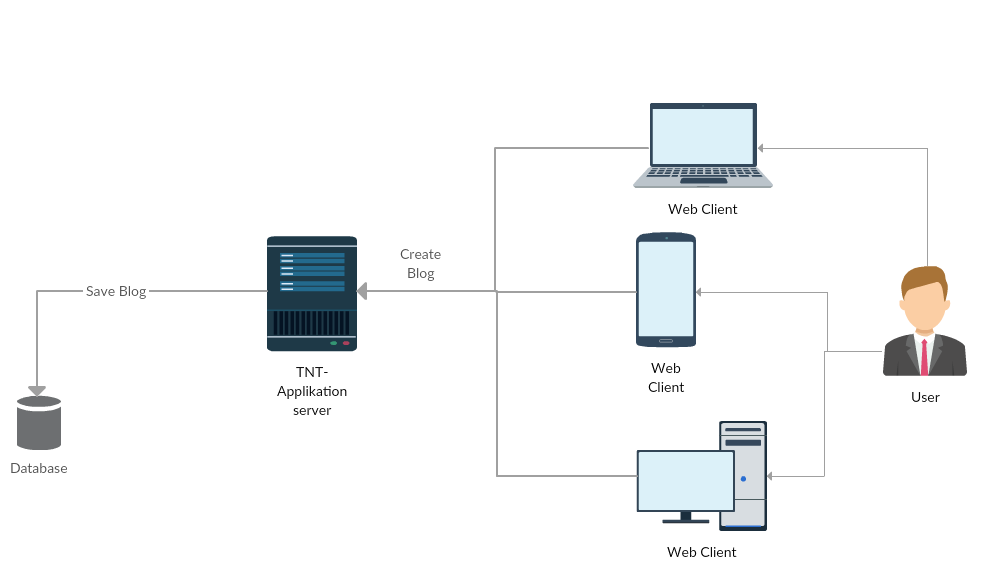 Web Client
Create
Blog
Save Blog
TNT-
Applikation
server
Web
Client
User
Database
Web Client